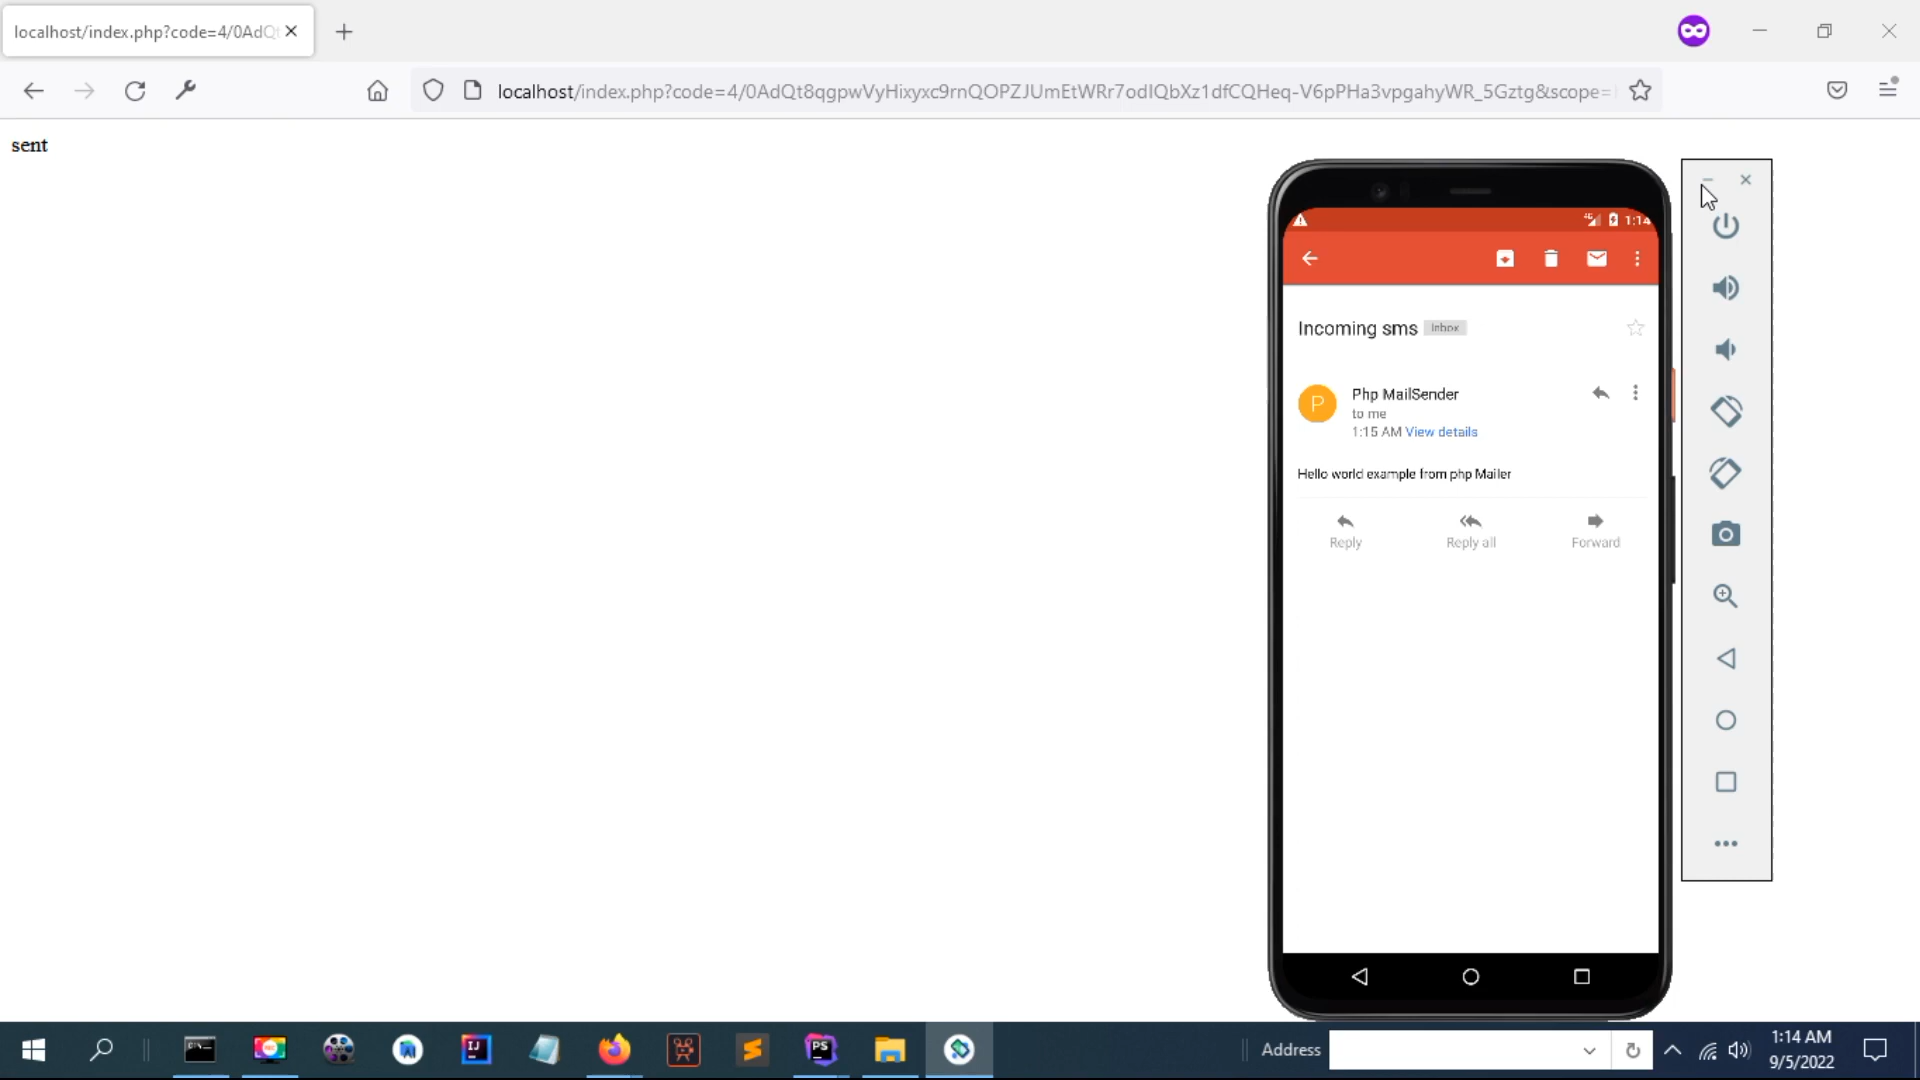 localhost/index.php?code=4/0AdQt
localhost/index.php?code=4/0AdQt8qgpwVyHixyxc9rnQOPZJUmEtWRr7odIQbXz1dfCQHeq-V6pPHa3vpgahyWR_5Gztg&scope=
sent
1:14
Incoming sms Inbox
P
Php MailSender
to me
1:15 AM View details
Hello world example from php Mailer
Reply
Reply all
Forward
Address
1:14 AM
9/5/2022